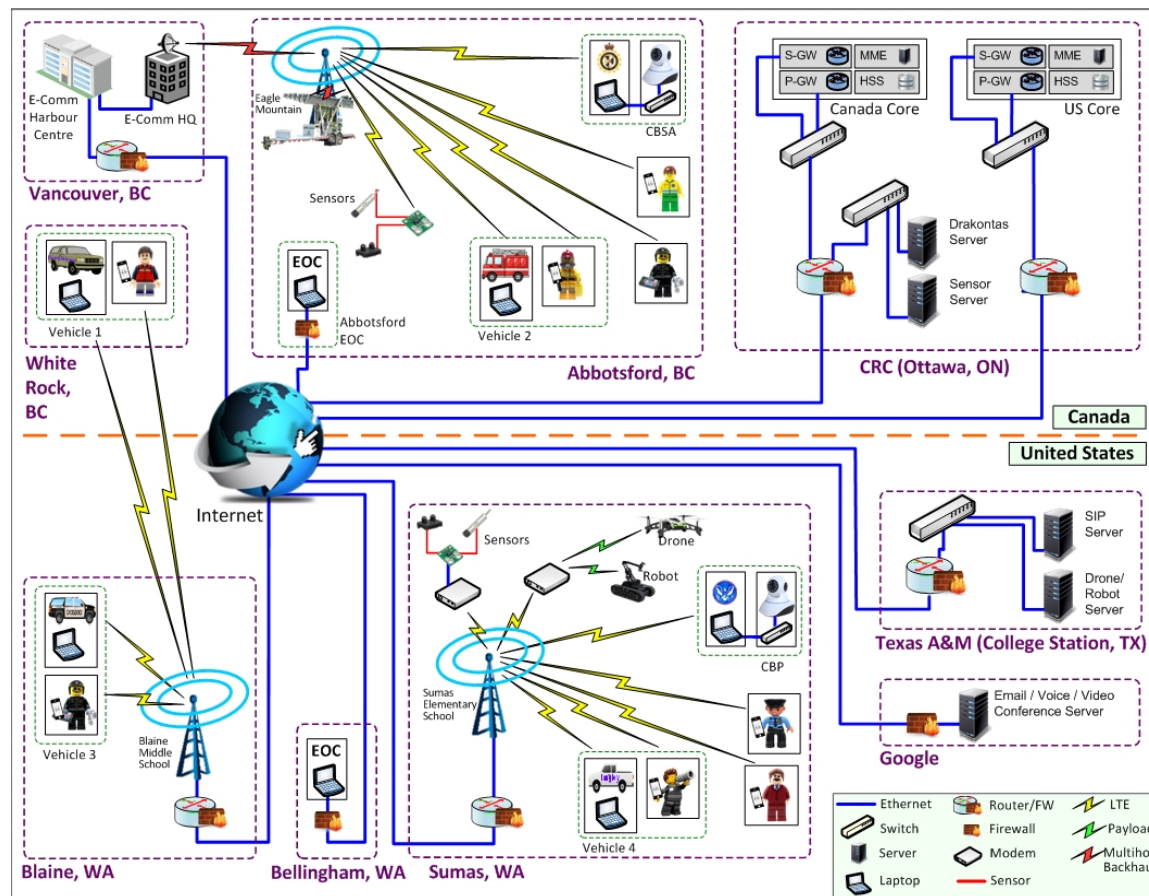 E-Comm
Harbour
Centre
E-Comm HQ
Vancouver, BC
Eagle
Mountain
Sensors
CBSA
EOC
Abbotsford
EOC
Vehicle 2
Abbotsford, BC
S-GW
MME
P-GW
HSS
Canada Core
S-GW
MME
P-GW
HSS
US Core
Drakontas
Server
Sensor
Server
CRC (Ottawa, ON)
Vehicle 1
White
Rock,
BC
Canada
United States
Internet
Vehicle 3
Blaine
Middle
School
Blaine, WA
EOC
Bellingham, WA
Sensors
Drone
Robot
CBP
Sumas
Elementary
School
Vehicle 4
Sumas, WA
SIP
Server
Drone/
Robot
Server
Texas A&M (College Station, TX)
Email / Voice / Video
Conference Server
Google
Ethernet
Router/FW
LTE
Switch
Firewall
Payload
Server
Modem
Multiho
Backhau
Laptop
Sensor